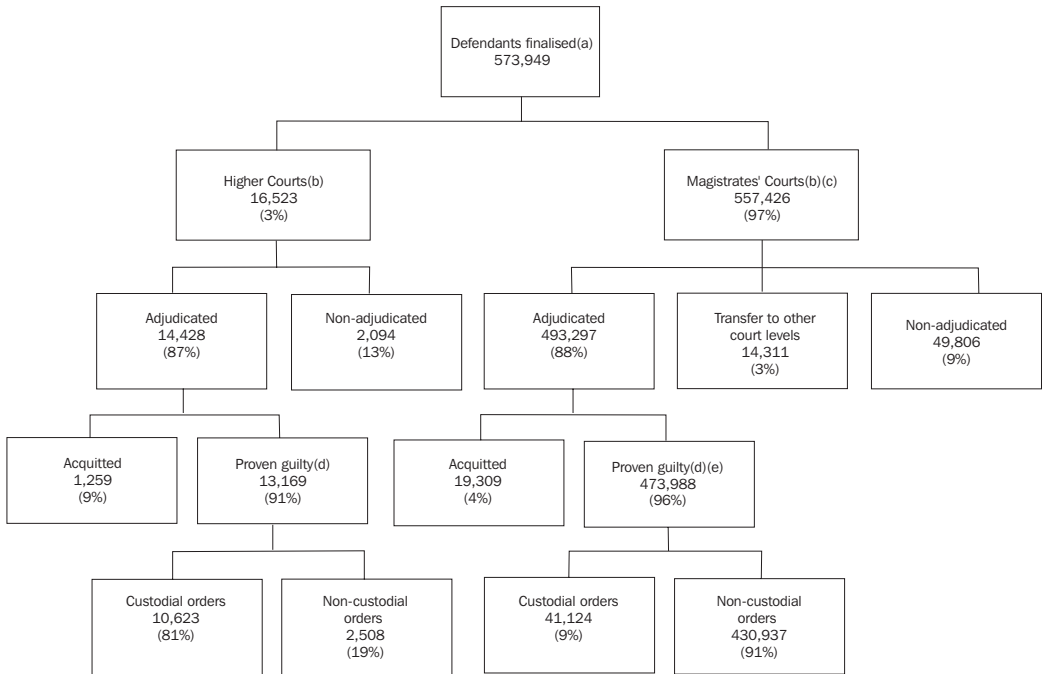 Defendants finalised(a)
573,949
Higher Courts(b)
16,523
(3%)
Magistrates' Courts(b)(c)
557,426
(97%)
Adjudicated
14,428
(87%)
Non-adjudicated
2,094
(13%)
Adjudicated
493,297
(88%)
Transfer to other
court levels
14,311
(3%)
Non-adjudicated
49,806
(9%)
Acquitted
1,259
(9%)
Proven guilty(d)
13,169
(91%)
Acquitted
19,309
(4%)
Proven guilty(d)(e)
473,988
(96%)
Custodial orders
10,623
(81%)
Non-custodial
orders
2,508
(19%)
Custodial orders
41,124
(9%)
Non-custodial
orders
430,937
(91%)